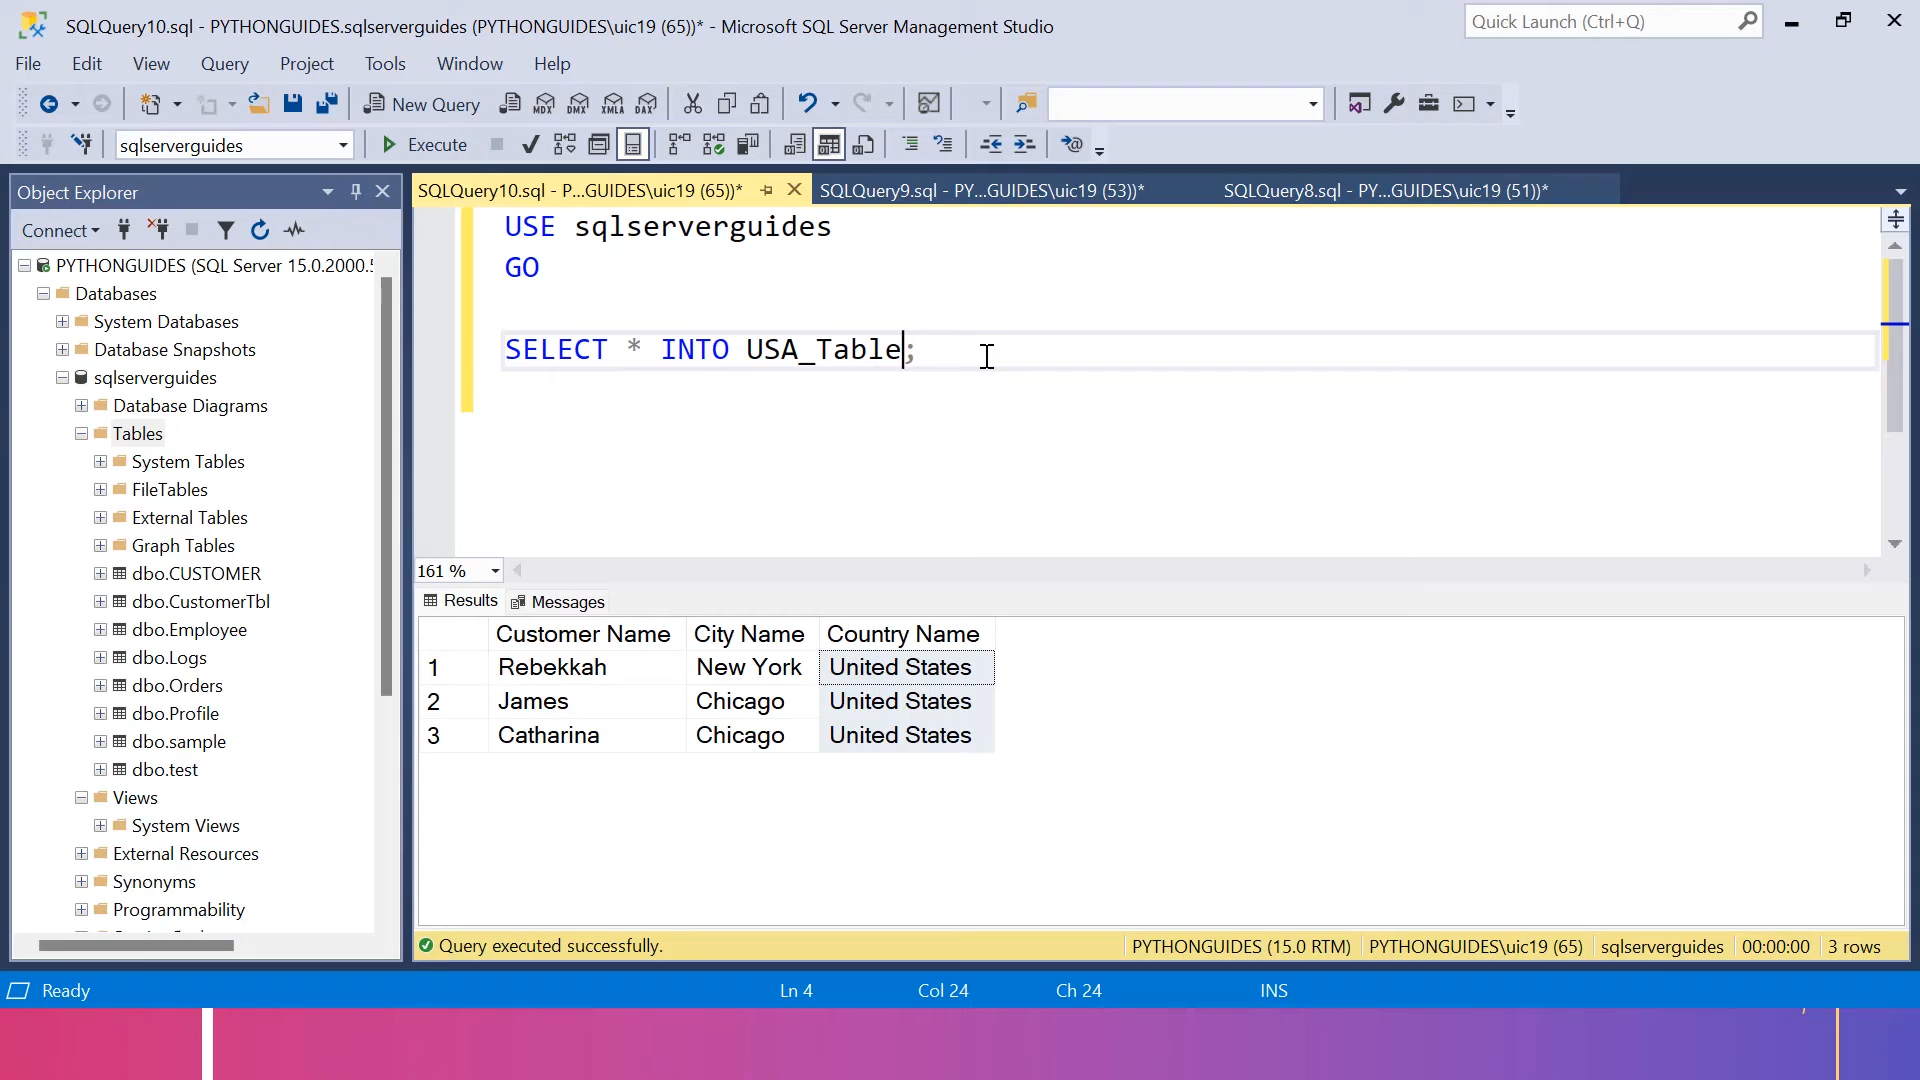 SQLQuery10.sql - PYTHONGUIDES.sqlserverguides (PYTHONGUIDES\uic19 (65))* - Microsoft SQL Server Management Studio
Quick Launch (Ctrl+Q)
File Edit View Query Project Tools Window Help
New Query MDX DMX XMLA DAX
sqlserverguides Execute
Object Explorer
SQLQuery10.sql - P...GUIDES\uic19 (65))* SQLQuery9.sql - PY...GUIDES\uic19 (53))* SQLQuery8.sql - PY...GUIDES\uic19 (51))*
Connect
PYTHONGUIDES (SQL Server 15.0.2000.5
Databases
System Databases
Database Snapshots
sqlserverguides
Database Diagrams
Tables
System Tables
FileTables
External Tables
Graph Tables
dbo.CUSTOMER
dbo.CustomerTbl
dbo.Employee
dbo.Logs
dbo.Orders
dbo.Profile
dbo.sample
dbo.test
Views
System Views
External Resources
Synonyms
Programmability
USE sqlserverguides
GO
SELECT * INTO USA_Table;
161 %
Results Messages
Customer Name City Name Country Name
1 Rebekkah New York United States
2 James Chicago United States
3 Catharina Chicago United States
Query executed successfully. PYTHONGUIDES (15.0 RTM) PYTHONGUIDES\uic19 (65) sqlserverguides 00:00:00 3 rows
Ready Ln 4 Col 24 Ch 24 INS